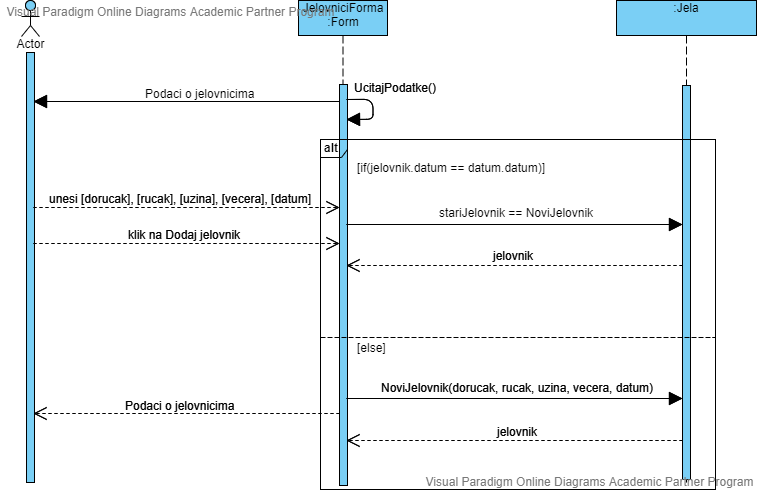 Visual Paradigm Online Diagrams Academic Partner Program
JelovniciForma
:Form
:Jela
Actor
UcitajPodatke()
Podaci o jelovnicima
alt
[if(jelovnik.datum == datum.datum)]
unesi [dorucak], [rucak], [uzina], [vecera], [datum]
stariJelovnik == NoviJelovnik
klik na Dodaj jelovnik
jelovnik
[else]
NoviJelovnik(dorucak, rucak, uzina, vecera, datum)
Podaci o jelovnicima
jelovnik
Visual Paradigm Online Diagrams Academic Partner Program